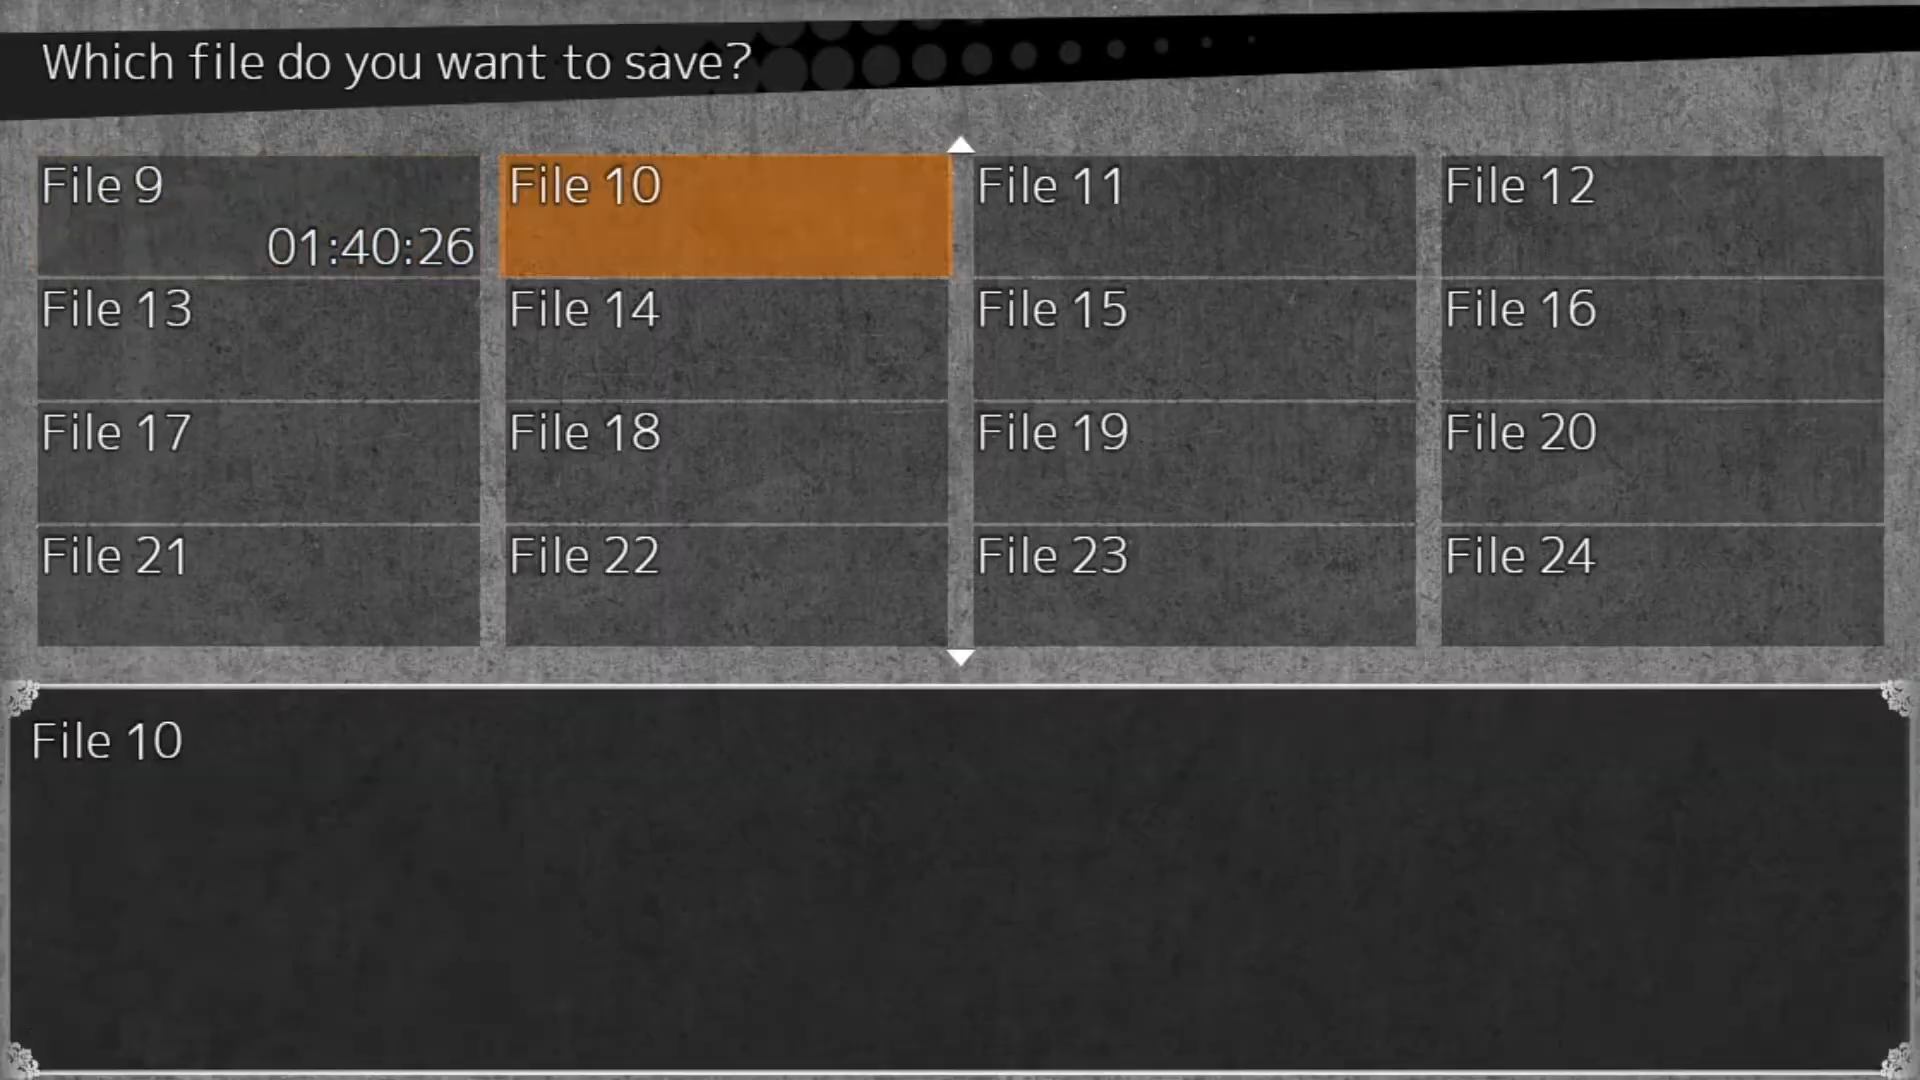 Which file do you want to save?
File 9
01:40:26
File 10
File 11
File 12
File 13
File 14
File 15
File 16
File 17
File 18
File 19
File 20
File 21
File 22
File 23
File 24
File 10